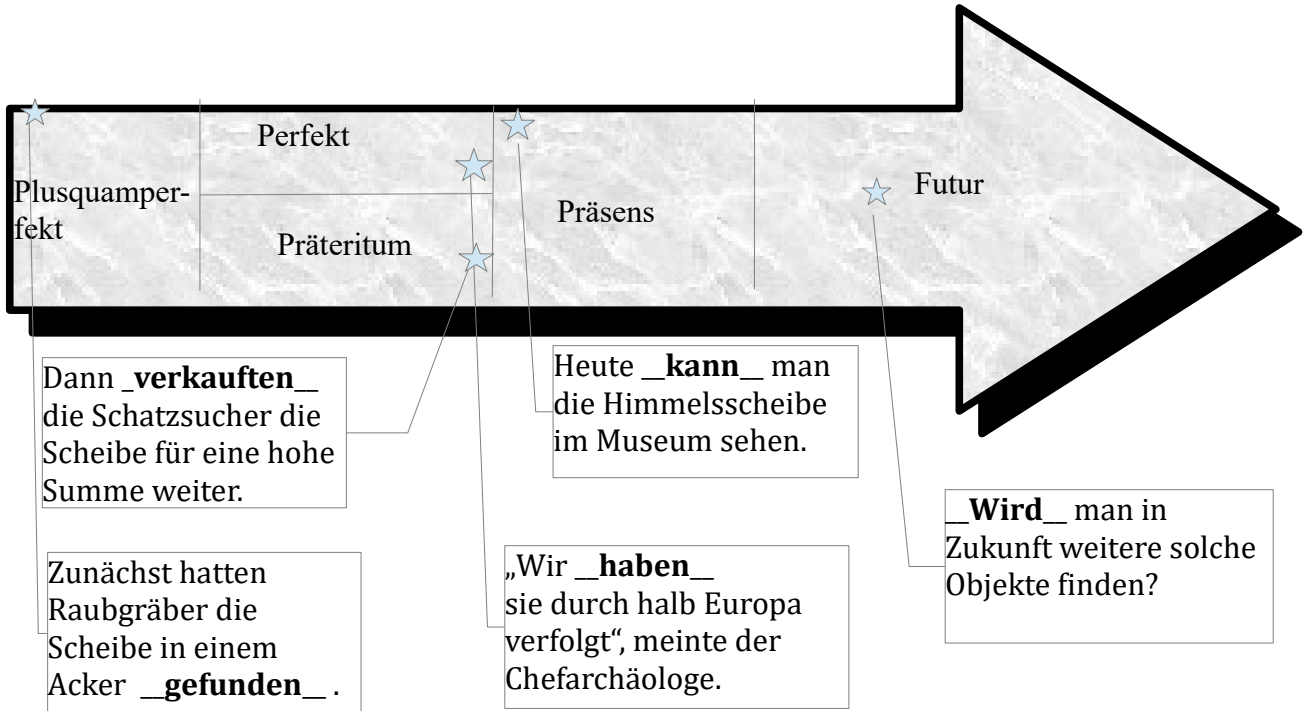 Perfekt
Plusquamper-
fekt
Präteritum
Präsens
Futur
Dann _verkauften__
die Schatzsucher die
Scheibe für eine hohe
Summe weiter.
Heute __kann__ man
die Himmelsscheibe
im Museum sehen.
Zunächst hatten
Raubgräber die
Scheibe in einem
Acker __gefunden__ .
„Wir __haben__
sie durch halb Europa
verfolgt“, meinte der
Chefarchäologe.
__Wird__ man in
Zukunft weitere solche
Objekte finden?